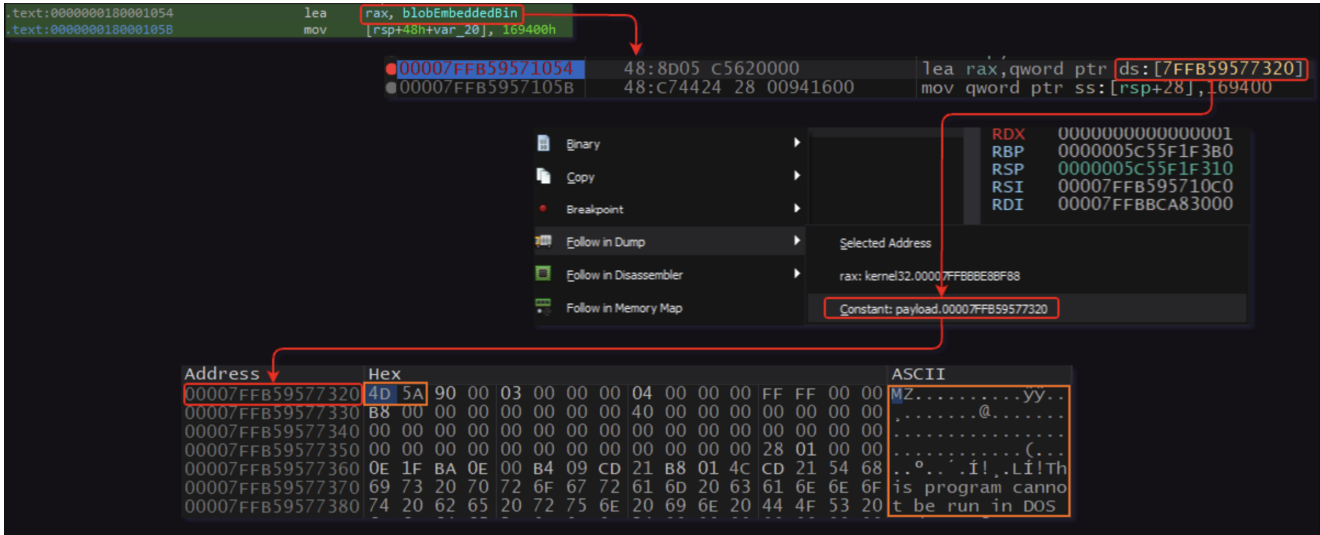 .text:0000000180001054 lea rax, blobEmbeddedBin
.text:000000018000105B mov [rsp+48h+var_20], 169400h
00007FFB59571054 48:8D05 C5620000 lea rax,qword ptr ds:[7FFB59577320]
00007FFB5957105B 48:C74424 28 00941600 mov qword ptr ss:[rsp+28],169400
Binary
Copy
Breakpoint
Follow in Dump
Follow in Disassembler
Follow in Memory Map
RDX 0000000000000001
RBP 0000005C55F1F3B0
RSP 0000005C55F1F310
RSI 00007FFB595710C0
RDI 00007FFBBCA83000
Selected Address
rax: kernel32.00007FFBBBE8BF88
Constant: payload.00007FFB59577320
Address Hex ASCII
00007FFB59577320 4D 5A 90 00 03 00 00 00 04 00 00 00 FF FF 00 00 MZ..........ÿÿ..
00007FFB59577330 B8 00 00 00 00 00 00 00 40 00 00 00 00 00 00 00 ¸.......@.......
00007FFB59577340 00 00 00 00 00 00 00 00 00 00 00 00 00 00 00 00 ................
00007FFB59577350 00 00 00 00 00 00 00 00 00 00 00 00 28 01 00 00 ............(...
00007FFB59577360 0E 1F BA 0E 00 B4 09 CD 21 B8 01 4C CD 21 54 68 ..º..´.Í!¸.LÍ!Th
00007FFB59577370 69 73 20 70 72 6F 67 72 61 6D 20 63 61 6E 6E 6F is program canno
00007FFB59577380 74 20 62 65 20 72 75 6E 20 69 6E 20 44 4F 53 20 t be run in DOS